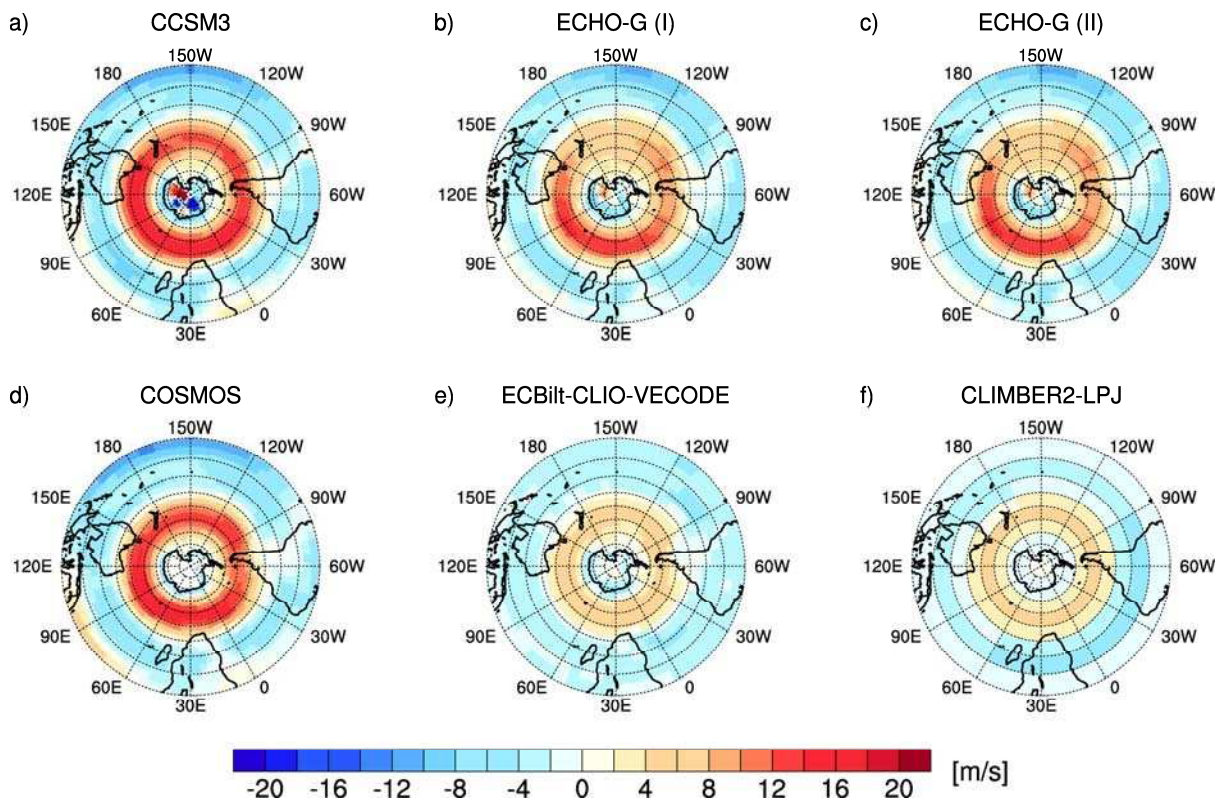 a) CCSM3
b) ECHO-G (I)
c) ECHO-G (II)
150W
180
120W
150E
90W
120E
60W
90E
30W
60E
0
30E
150W
180
120W
150E
90W
120E
60W
90E
30W
60E
0
30E
150W
180
120W
150E
90W
120E
60W
90E
30W
60E
0
30E
d) COSMOS
e) ECBilt-CLIO-VECODE
f) CLIMBER2-LPJ
150W
180
120W
150E
90W
120E
60W
90E
30W
60E
0
30E
150W
180
120W
150E
90W
120E
60W
90E
30W
60E
0
30E
150W
180
120W
150E
90W
120E
60W
90E
30W
60E
0
30E
-20 -16 -12 -8 -4 0 4 8 12 16 20 [m/s]